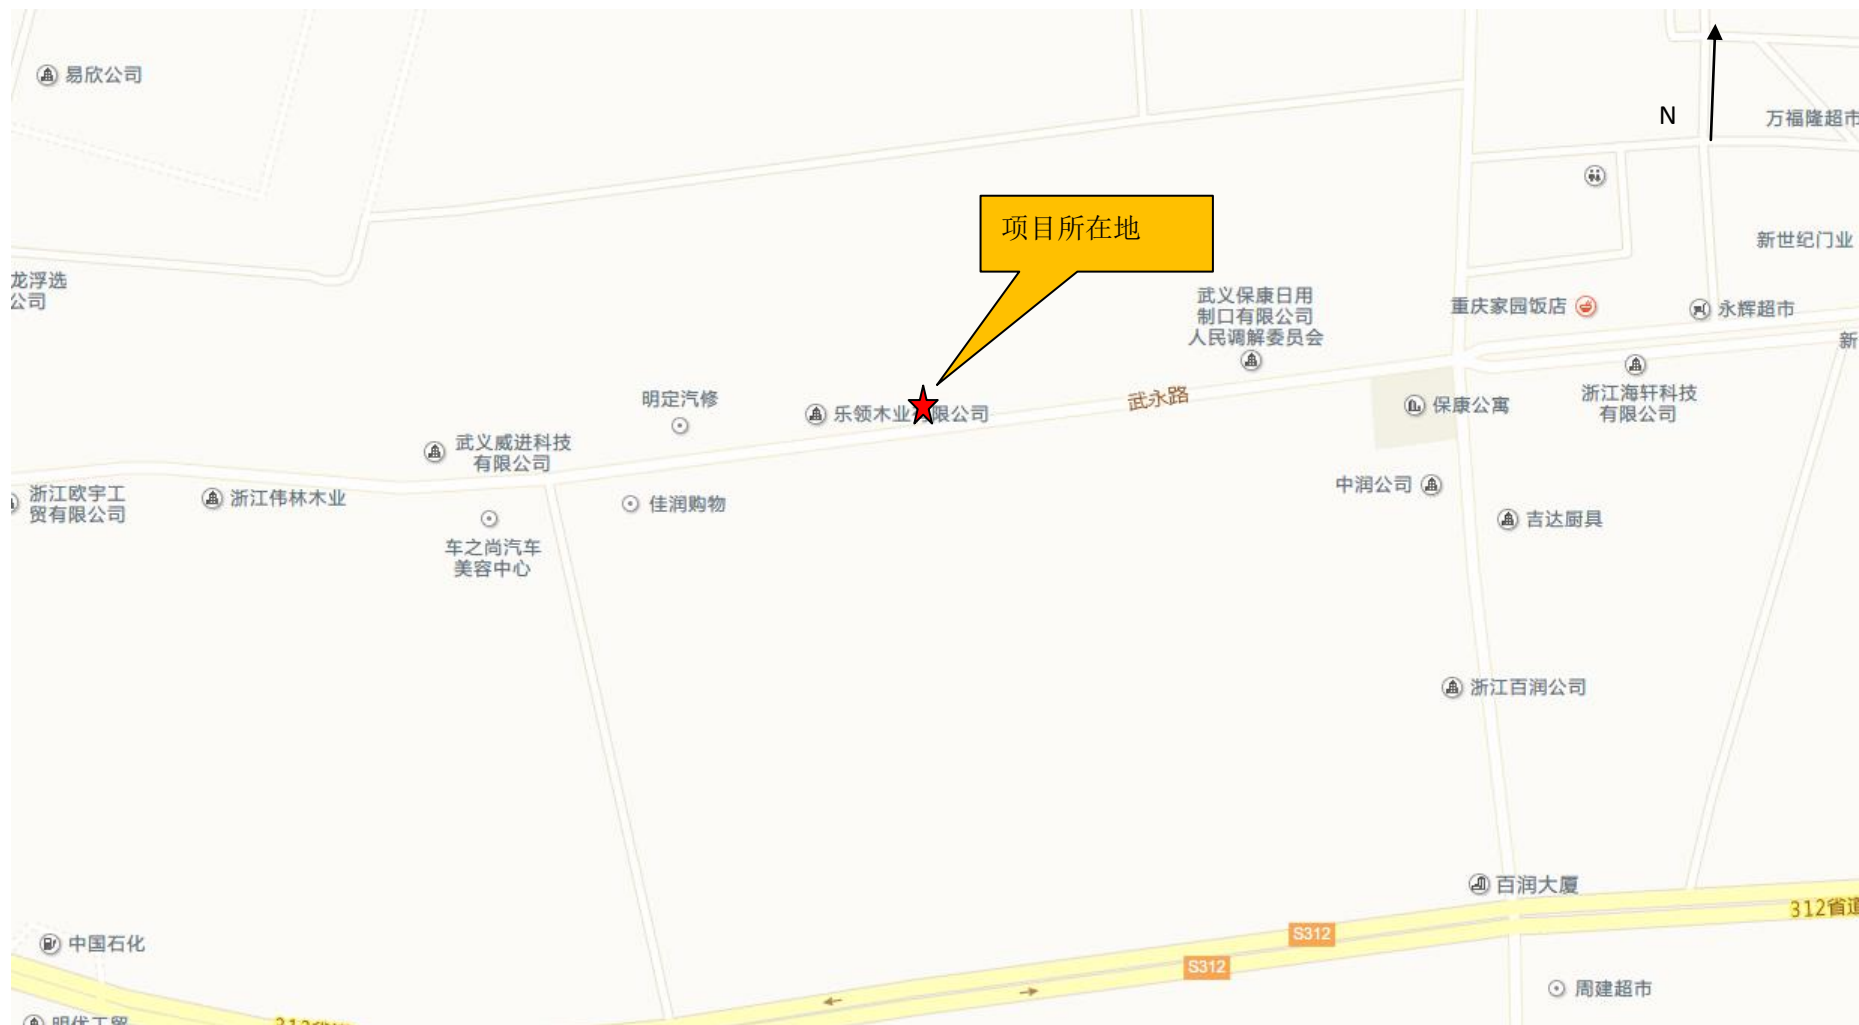 易欣公司
N
万福隆超市
项目所在地
新世纪门业
龙浮选
公司
武义保康日用
制口有限公司
人民调解委员会
重庆家园饭店
永辉超市
新
明定汽修
乐领木业有限公司
武永路
保康公寓
浙江海轩科技
有限公司
武义威进科技
有限公司
浙江欧宇工
贸有限公司
浙江伟林木业
佳润购物
中润公司
吉达厨具
车之尚汽车
美容中心
浙江百润公司
百润大厦
312省道
S312
中国石化
S312
周建超市
明优工贸